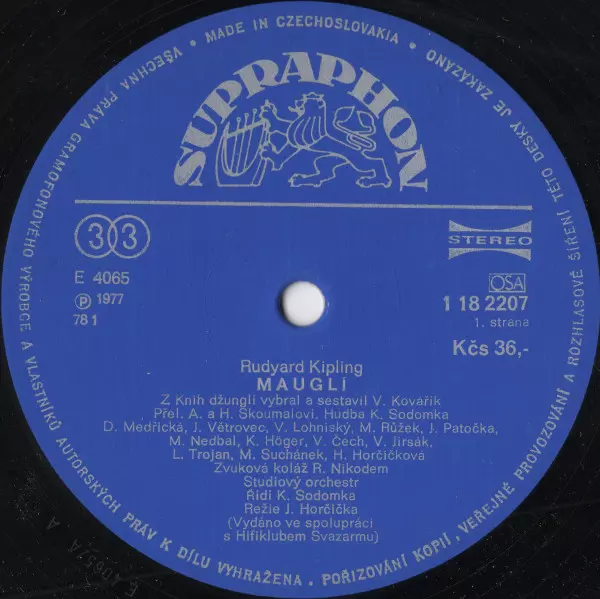 VŠECHNA PRÁVA GRAMOFONOVÉHO VÝROBCE A VLASTNÍKŮ AUTORSKÝCH PRÁV K DÍLU VYHRAŽENA • POŘIZOVÁNÍ KOPIÍ, VEŘEJNÉ PROVOZOVÁNÍ A ROZHLASOVÉ ŠÍŘENÍ TÉTO DESKY JE ZAKÁZÁNO •
MADE IN CZECHOSLOVAKIA •
SUPRAPHON
33
STEREO
E 4065
℗ 1977
78 1
OSA
1 18 2207
1. strana
Kčs 36,-
Rudyard Kipling
MAUGLÍ
Z Knih džunglí vybral a sestavil V. Kovářík
Přel. A. a H. Skoumalovi. Hudba K. Sodomka
D. Medřická, J. Větrovec, V. Lohniský, M. Růžek, J. Patočka,
M. Nedbal, K. Höger, V. Čech, V. Jirsák,
L. Trojan, M. Suchánek, H. Horčičková
Zvuková koláž R. Nikodem
Studiový orchestr
Řídí K. Sodomka
Režie J. Horčička
(Vydáno ve spolupráci
s Hifiklubem Svazarmu)